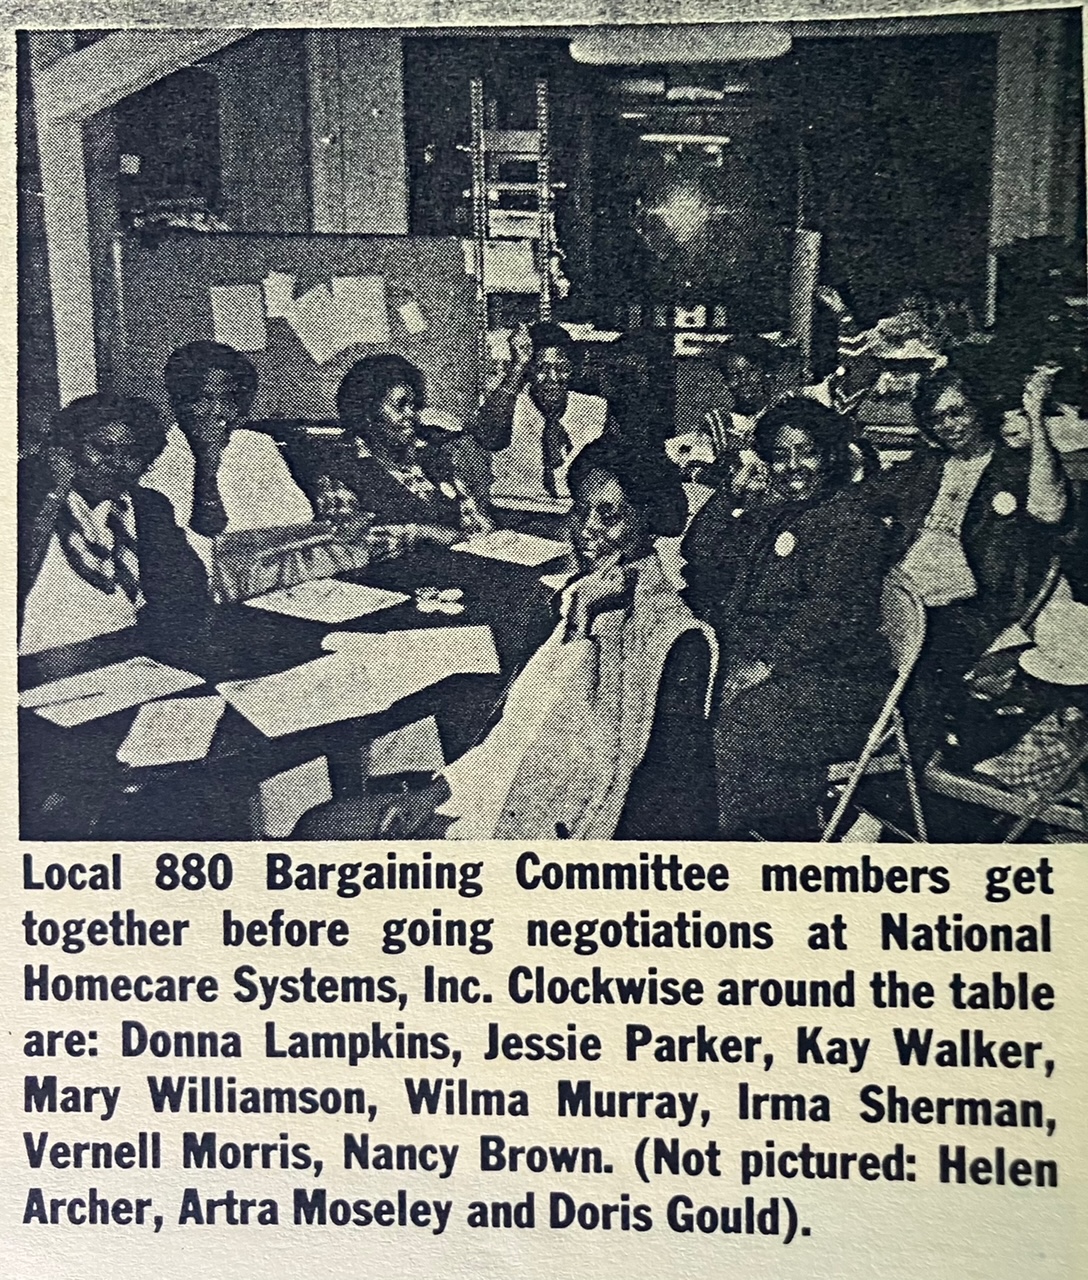 Local 880 Bargaining Committee members get
together before going negotiations at National
Homecare Systems, Inc. Clockwise around the table
are: Donna Lampkins, Jessie Parker, Kay Walker,
Mary Williamson, Wilma Murray, Irma Sherman,
Vernell Morris, Nancy Brown. (Not pictured: Helen
Archer, Artra Moseley and Doris Gould).